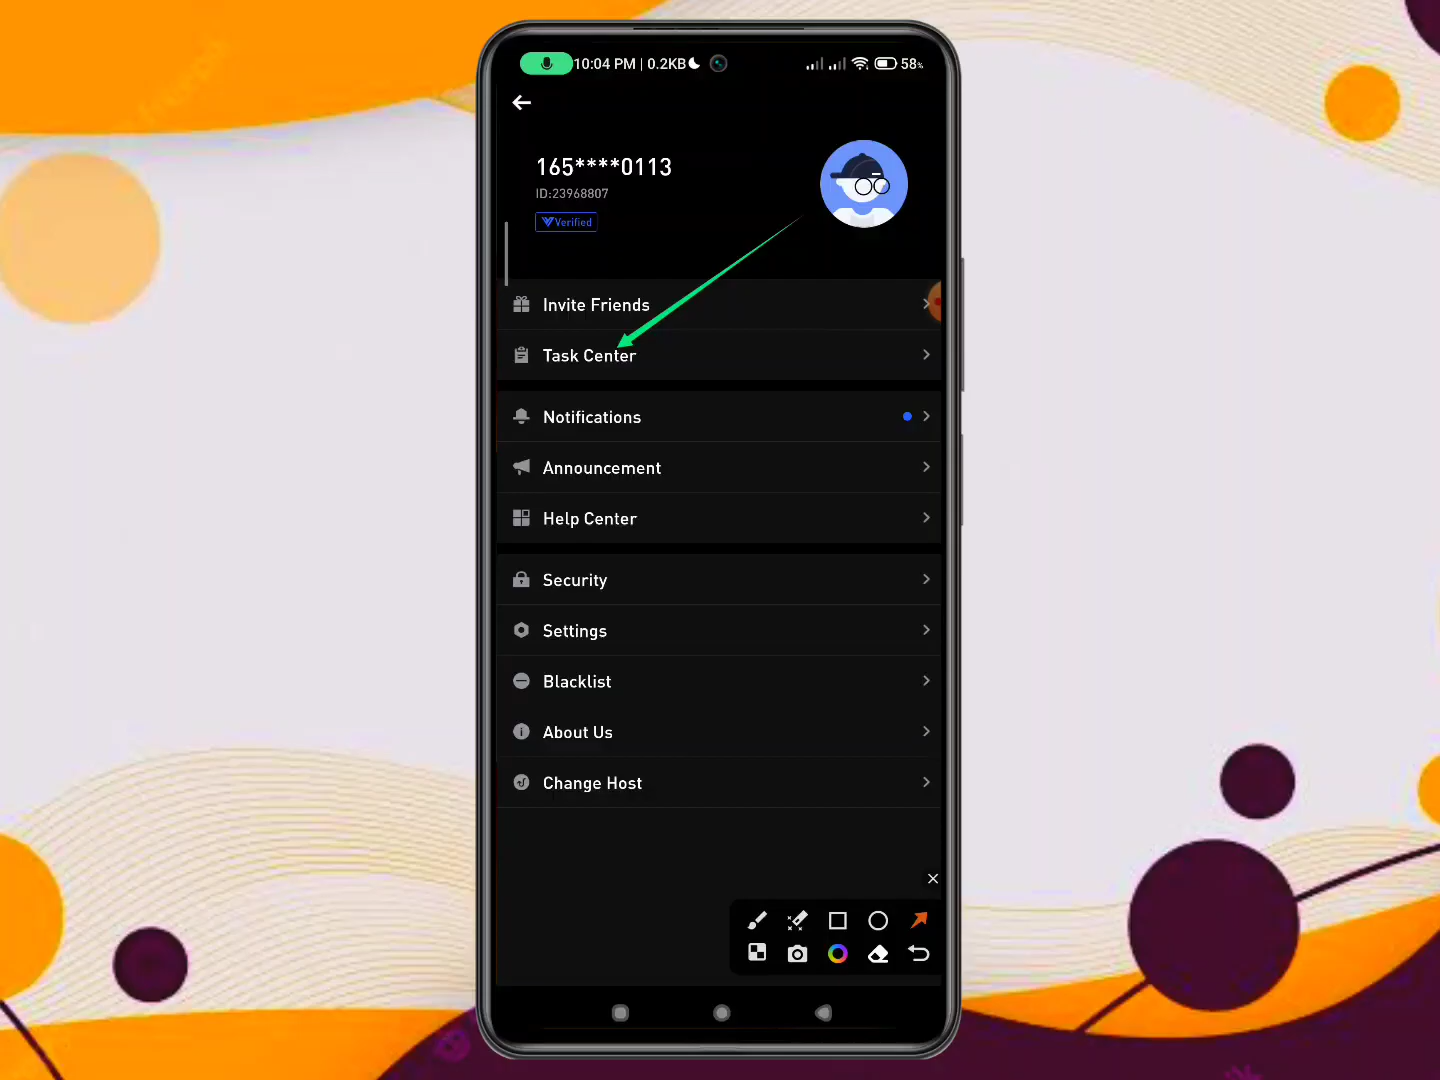 10:04 PM | 0.2KB
58%
165****0113
ID:23968807
Verified
Invite Friends
Task Center
Notifications
Announcement
Help Center
Security
Settings
Blacklist
About Us
Change Host